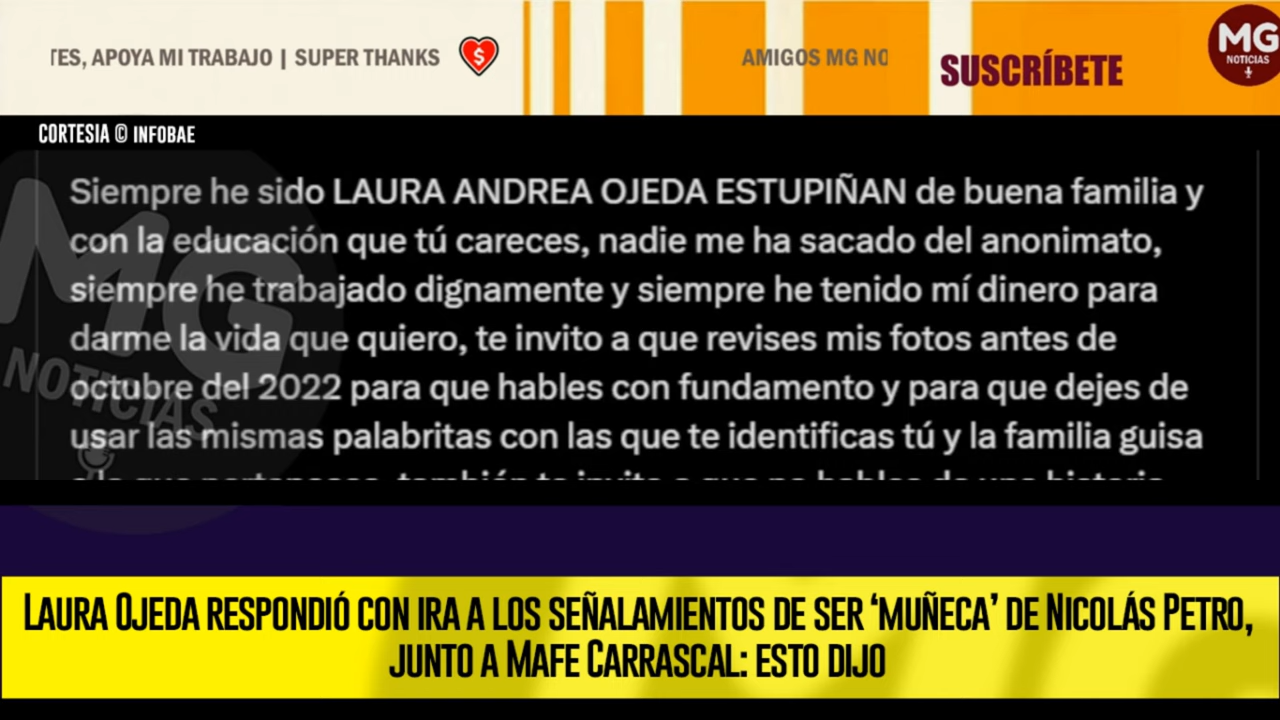 APOYA MI TRABAJO | SUPER THANKS
$
AMIGOS MG
SUSCRÍBETE
MG
NOTICIAS
CORTESIA © INFOBAE
Siempre he sido LAURA ANDREA OJEDA ESTUPIÑAN de buena familia y
con la educación que tú careces, nadie me ha sacado del anonimato,
siempre he trabajado dignamente y siempre he tenido mí dinero para
darme la vida que quiero, te invito a que revises mis fotos antes de
octubre del 2022 para que hables con fundamento y para que dejes de
usar las mismas palabritas con las que te identificas tú y la familia guisa
MG
NOTICIAS
LAURA OJEDA RESPONDIÓ CON IRA A LOS SEÑALAMIENTOS DE SER ‘MUÑECA’ DE NICOLÁS PETRO,
JUNTO A MAFE CARRASCAL: ESTO DIJO